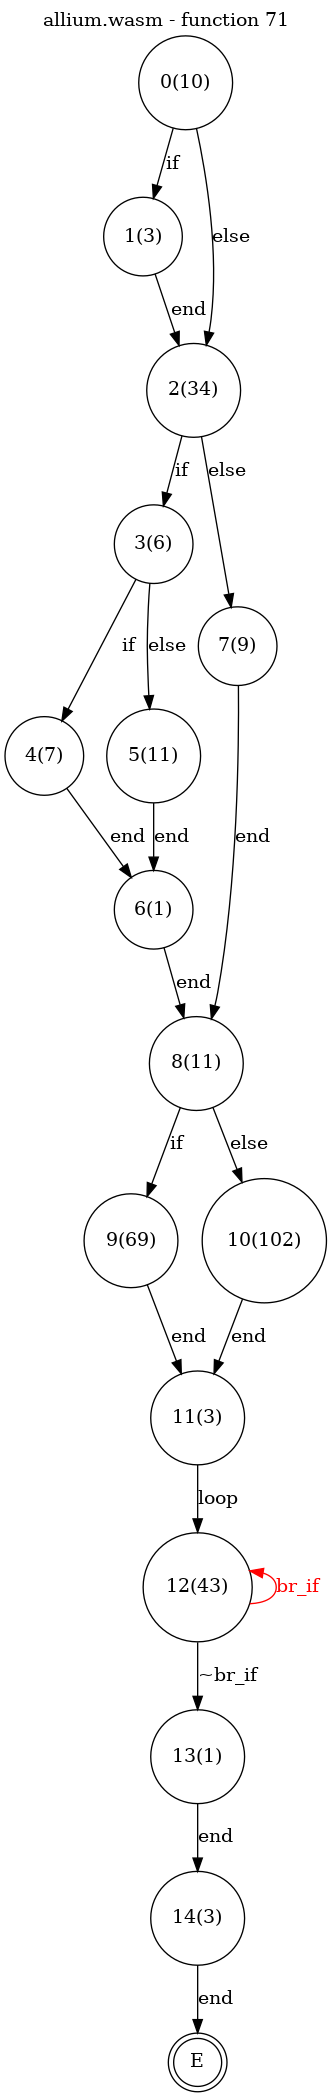 allium.wasm - function 71
0(10)
if
1(3)
else
end
2(34)
if
else
3(6)
7(9)
if
else
4(7)
5(11)
end
end
end
6(1)
end
8(11)
if
else
9(69)
10(102)
end
end
11(3)
loop
12(43)
br_if
~br_if
13(1)
end
14(3)
end
E